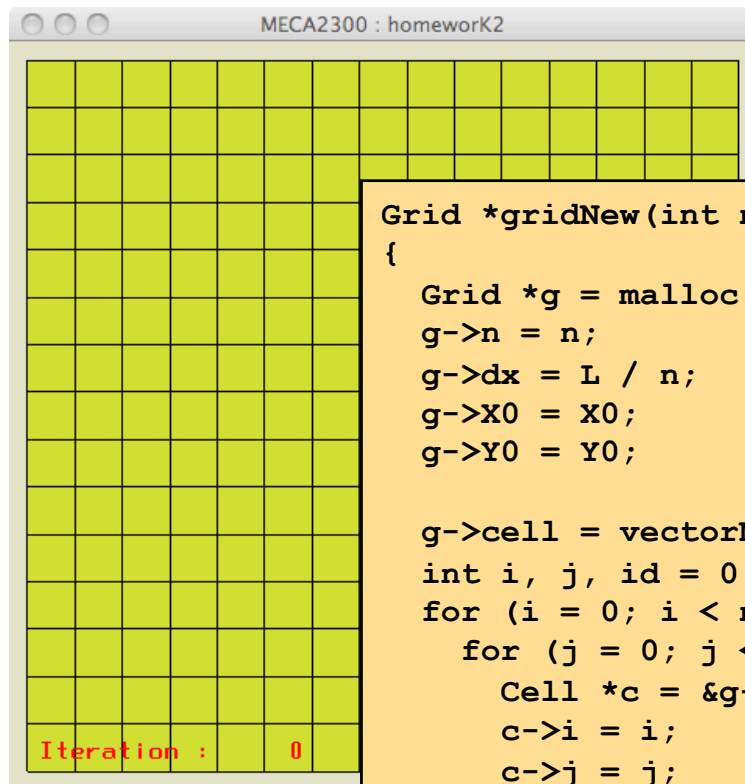 MECA2300 : homeworK2
Grid *gridNew(int
{
Grid *g = malloc
g->n = n;
g->dx = L / n;
g->X0 = X0;
g->Y0 = Y0;
g->cell = vector
int i, j, id = 0
for (i = 0; i <
for (j = 0; j <
Cell *c = &g-
c->i = i;
c->j = j;
Iteration : 0